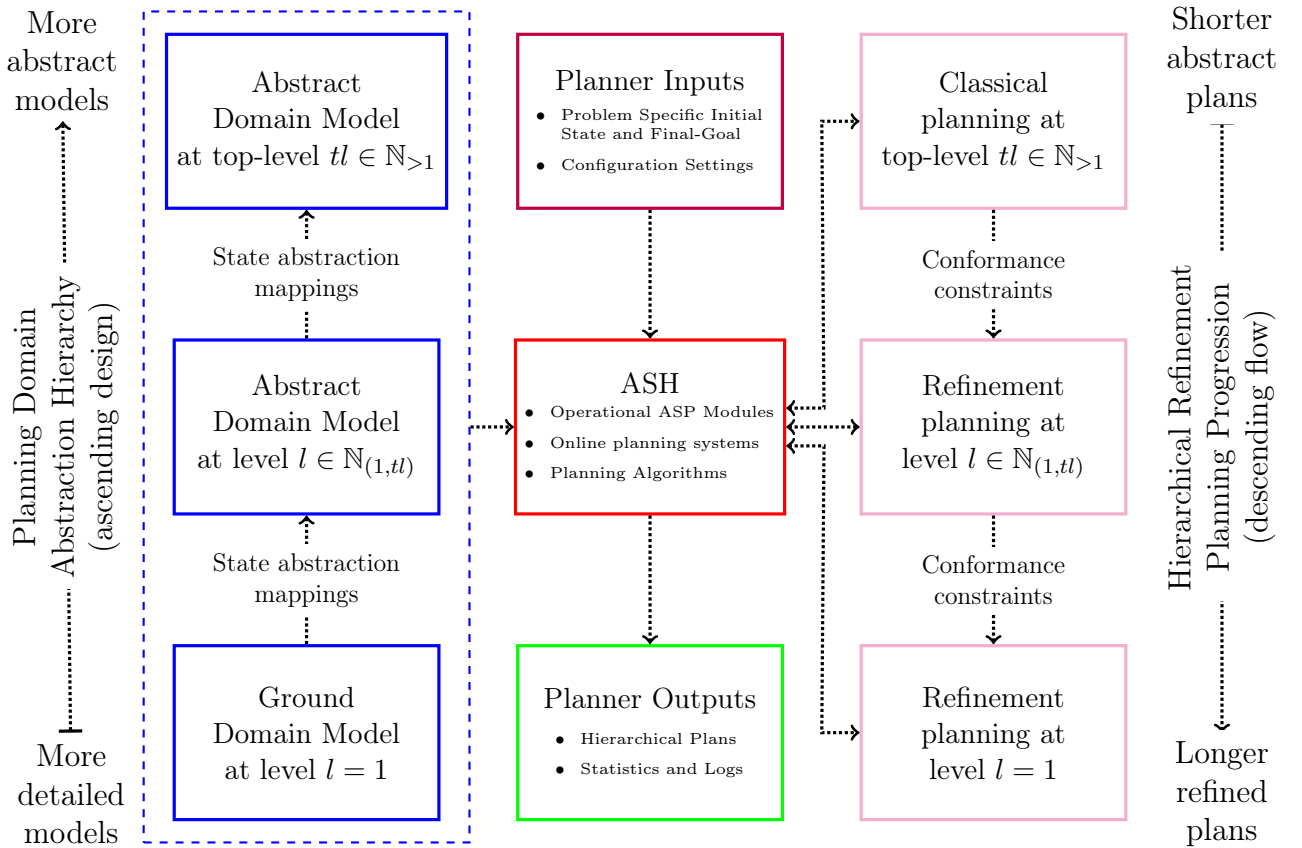 More
abstract
models
Planning Domain
Abstraction Hierarchy
(ascending design)
More
detailed
models
Abstract
Domain Model
at top-level tl ∈ ℕ>1
State abstraction
mappings
Abstract
Domain Model
at level l ∈ ℕ(1,tl)
State abstraction
mappings
Ground
Domain Model
at level l = 1
Planner Inputs
• Problem Specific Initial
State and Final-Goal
• Configuration Settings
ASH
• Operational ASP Modules
• Online planning systems
• Planning Algorithms
Planner Outputs
• Hierarchical Plans
• Statistics and Logs
Classical
planning at
top-level tl ∈ ℕ>1
Conformance
constraints
Refinement
planning at
level l ∈ ℕ(1,tl)
Conformance
constraints
Refinement
planning at
level l = 1
Shorter
abstract
plans
Hierarchical Refinement
Planning Progression
(descending flow)
Longer
refined
plans